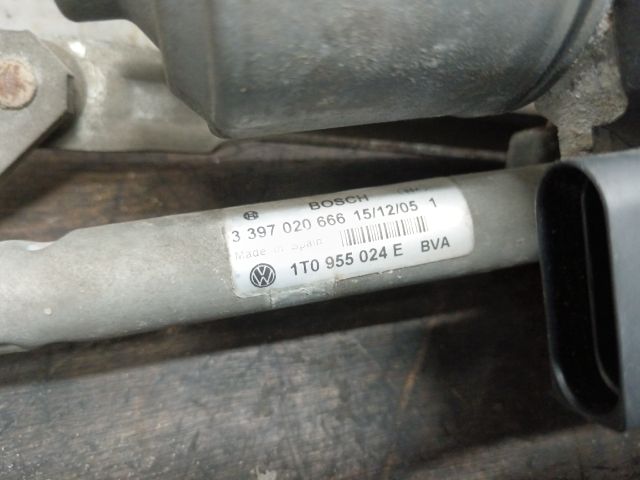 BOSCH
3 397 020 666 15/12/05 1
Made in Spain
1T0 955 024 E BVA